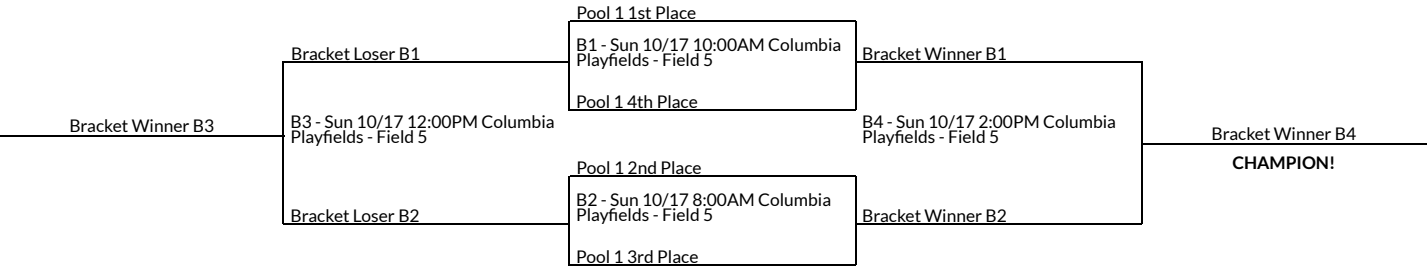 Pool 1 1st Place
Bracket Loser B1
B1 - Sun 10/17 10:00AM Columbia
Playfields - Field 5
Bracket Winner B1
Pool 1 4th Place
Bracket Winner B3
B3 - Sun 10/17 12:00PM Columbia
Playfields - Field 5
B4 - Sun 10/17 2:00PM Columbia
Playfields - Field 5
Bracket Winner B4
CHAMPION!
Pool 1 2nd Place
B2 - Sun 10/17 8:00AM Columbia
Playfields - Field 5
Bracket Loser B2
Bracket Winner B2
Pool 1 3rd Place